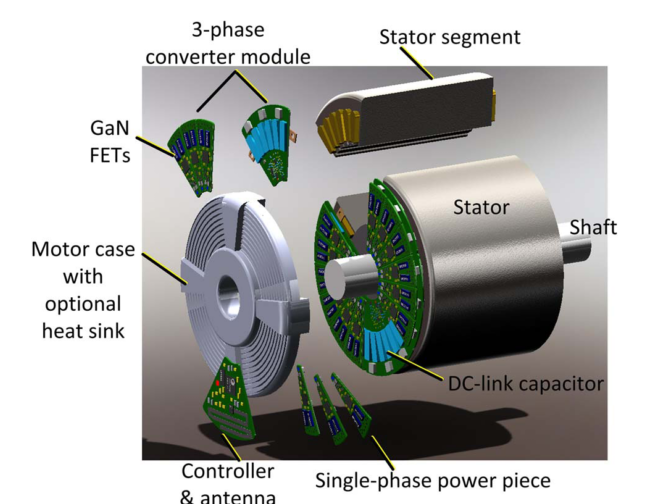 3-phase
converter module
Stator segment
GaN
FETs
Stator
Shaft
Motor case
with
optional
heat sink
DC-link capacitor
Controller
& antenna
Single-phase power piece